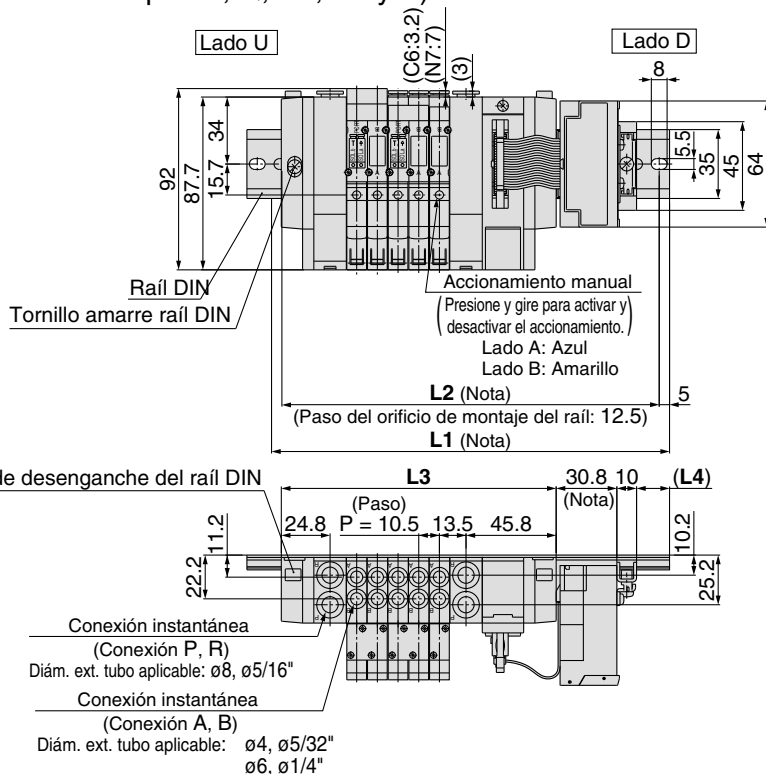 Lado U
Lado D
(C6:3.2)
(N7:7)
(3)
8
34
15.7
92
87.7
5.5
35
45
64
Raíl DIN
Tornillo amarre raíl DIN
Accionamiento manual
(Presione y gire para activar y
desactivar el accionamiento.)
Lado A: Azul
Lado B: Amarillo
L2 (Nota)
5
(Paso del orificio de montaje del raíl: 12.5)
L1 (Nota)
de desenganche del raíl DIN
L3
30.8
10
(L4)
(Nota)
(Paso)
24.8
P = 10.5
13.5
45.8
11.2
22.2
10.2
25.2
Conexión instantánea
(Conexión P, R)
Diám. ext. tubo aplicable: ø8, ø5/16"
Conexión instantánea
(Conexión A, B)
Diám. ext. tubo aplicable: ø4, ø5/32"
ø6, ø1/4"